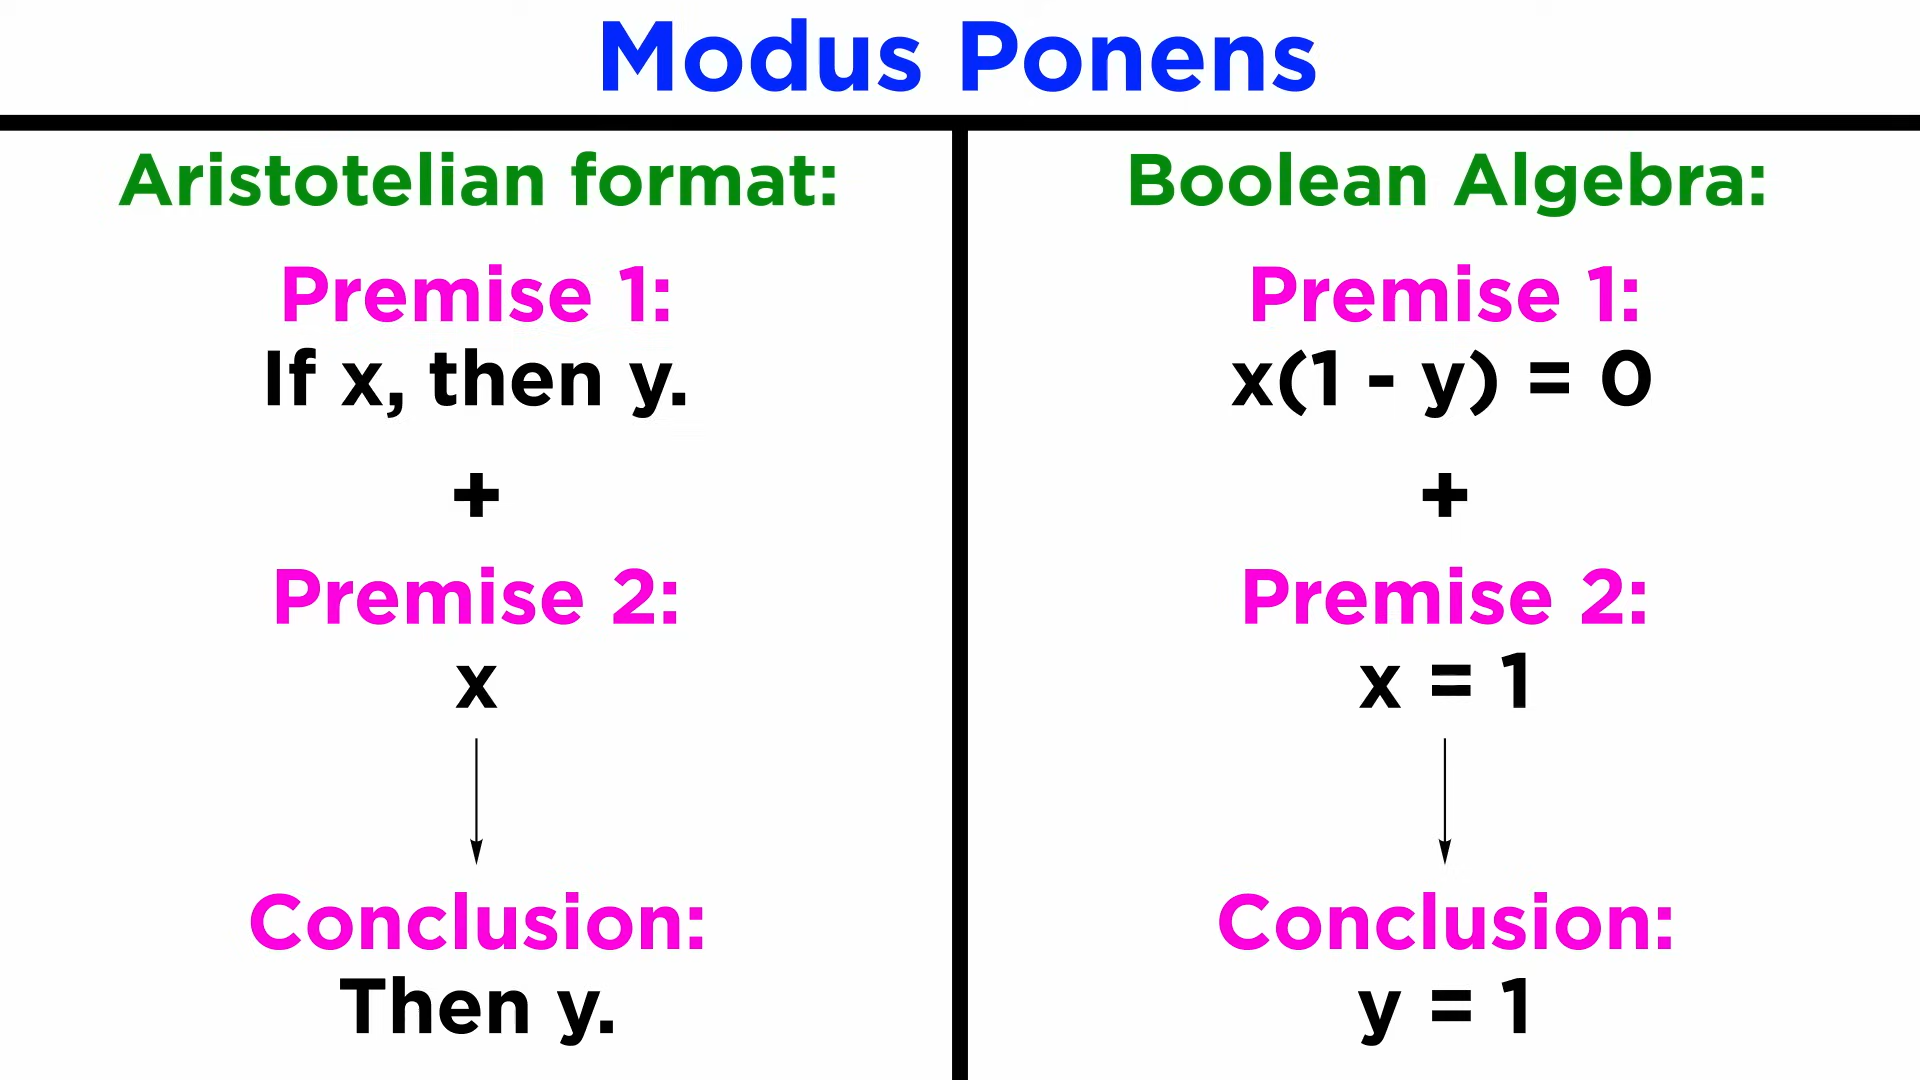 Modus Ponens
Aristotelian format:
Premise 1:
If x, then y.
+
Premise 2:
x
Conclusion:
Then y.
Boolean Algebra:
Premise 1:
x(1 - y) = 0
+
Premise 2:
x = 1
Conclusion:
y = 1